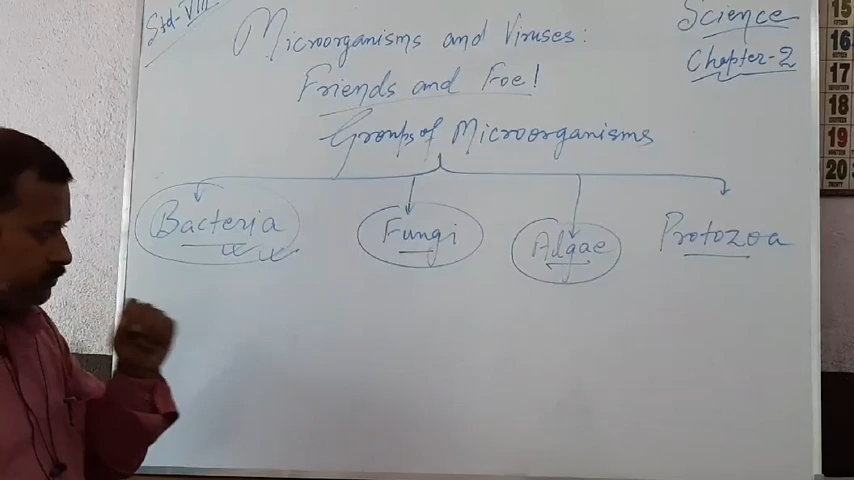 Std-VIII
Microorganisms and Viruses:
Friends and Foe!
Science
Chapter-2
Groups of Microorganisms
Bacteria
Fungi
Algae
Protozoa
15
16
17
18
19
20